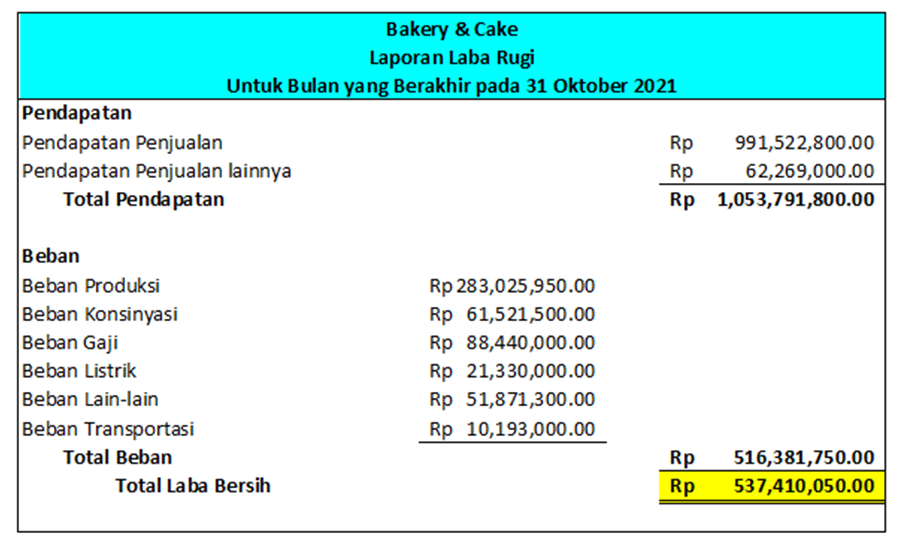 Bakery & Cake
Laporan Laba Rugi
Untuk Bulan yang Berakhir pada 31 Oktober 2021
Pendapatan
Pendapatan Penjualan Rp 991,522,800.00
Pendapatan Penjualan lainnya Rp 62,269,000.00
Total Pendapatan Rp 1,053,791,800.00
Beban
Beban Produksi Rp 283,025,950.00
Beban Konsinyasi Rp 61,521,500.00
Beban Gaji Rp 88,440,000.00
Beban Listrik Rp 21,330,000.00
Beban Lain-lain Rp 51,871,300.00
Beban Transportasi Rp 10,193,000.00
Total Beban Rp 516,381,750.00
Total Laba Bersih Rp 537,410,050.00